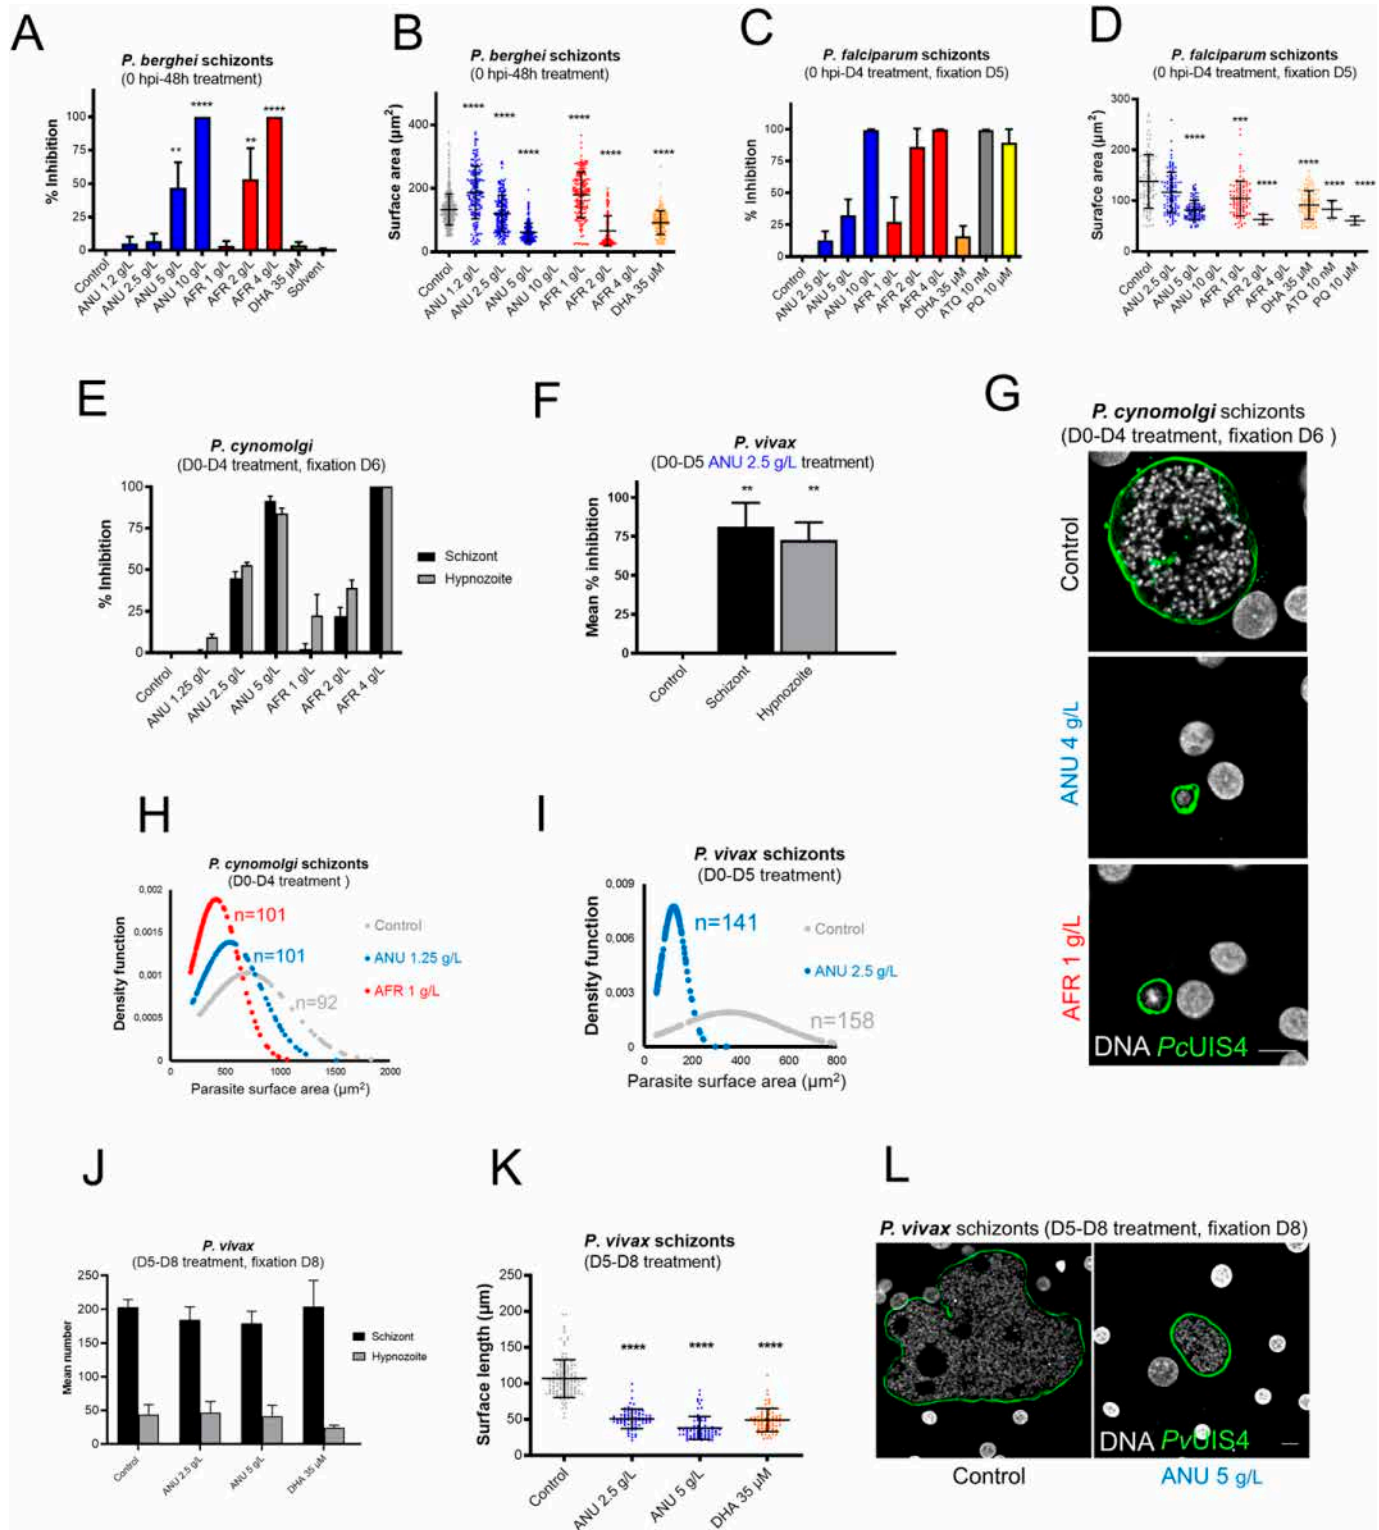 A
P. berghei schizonts
(0 hpi-48h treatment)
% Inhibition
100
75
50
25
0
**
****
**
****
Control
ANU 1.2 g/L
ANU 2.5 g/L
ANU 5 g/L
ANU 10 g/L
AFR 1 g/L
AFR 2 g/L
AFR 4 g/L
DHA 35 µM
Solvent
B
P. berghei schizonts
(0 hpi-48h treatment)
Surface area (µm²)
400
200
0
****
****
****
****
****
****
Control
ANU 1.2 g/L
ANU 2.5 g/L
ANU 5 g/L
ANU 10 g/L
AFR 1 g/L
AFR 2 g/L
AFR 4 g/L
DHA 35 µM
C
P. falciparum schizonts
(0 hpi-D4 treatment, fixation D5)
% Inhibition
100
75
50
25
0
Control
ANU 2.5 g/L
ANU 5 g/L
ANU 10 g/L
AFR 1 g/L
AFR 2 g/L
AFR 4 g/L
DHA 35 µM
ATQ 10 nM
PQ 10 µM
D
P. falciparum schizonts
(0 hpi-D4 treatment, fixation D5)
Surafce area (µm²)
300
200
100
0
****
***
****
****
****
****
Control
ANU 2.5 g/L
ANU 5 g/L
ANU 10 g/L
AFR 1 g/L
AFR 2 g/L
AFR 4 g/L
DHA 35 µM
ATQ 10 nM
PQ 10 µM
E
P. cynomolgi
(D0-D4 treatment, fixation D6)
% Inhibition
100
75
50
25
0
Control
ANU 1.25 g/L
ANU 2.5 g/L
ANU 5 g/L
AFR 1 g/L
AFR 2 g/L
AFR 4 g/L
Schizont
Hypnozoite
F
P. vivax
(D0-D5 ANU 2.5 g/L treatment)
Mean % inhibition
100
75
50
25
0
**
**
Control
Schizont
Hypnozoite
G
P. cynomolgi schizonts
(D0-D4 treatment, fixation D6 )
Control
ANU 4 g/L
AFR 1 g/L
DNA PcUIS4
H
P. cynomolgi schizonts
(D0-D4 treatment )
Density function
0,002
0,0015
0,001
0,0005
0
n=101
n=101
n=92
Control
ANU 1.25 g/L
AFR 1 g/L
0
500
1000
1500
2000
Parasite surface area (µm²)
I
P. vivax schizonts
(D0-D5 treatment)
Density function
0,009
0,006
0,003
0
n=141
n=158
Control
ANU 2.5 g/L
0
200
400
600
800
Parasite surface area (µm²)
J
P. vivax
(D5-D8 treatment, fixation D8)
Mean number
250
200
150
100
50
0
Control
ANU 2.5 g/L
ANU 5 g/L
DHA 35 µM
Schizont
Hypnozoite
K
P. vivax schizonts
(D5-D8 treatment)
Surface length (µm)
250
200
150
100
50
0
****
****
****
Control
ANU 2.5 g/L
ANU 5 g/L
DHA 35 µM
L
P. vivax schizonts (D5-D8 treatment, fixation D8)
DNA PvUIS4
Control
ANU 5 g/L